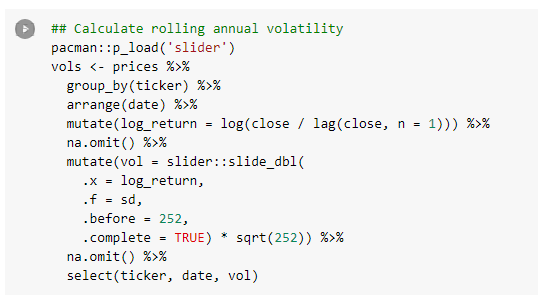 ## Calculate rolling annual volatility
pacman::p_load('slider')
vols <- prices %>%
  group_by(ticker) %>%
  arrange(date) %>%
  mutate(log_return = log(close / lag(close, n = 1))) %>%
  na.omit() %>%
  mutate(vol = slider::slide_dbl(
    .x = log_return,
    .f = sd,
    .before = 252,
    .complete = TRUE) * sqrt(252)) %>%
  na.omit() %>%
  select(ticker, date, vol)